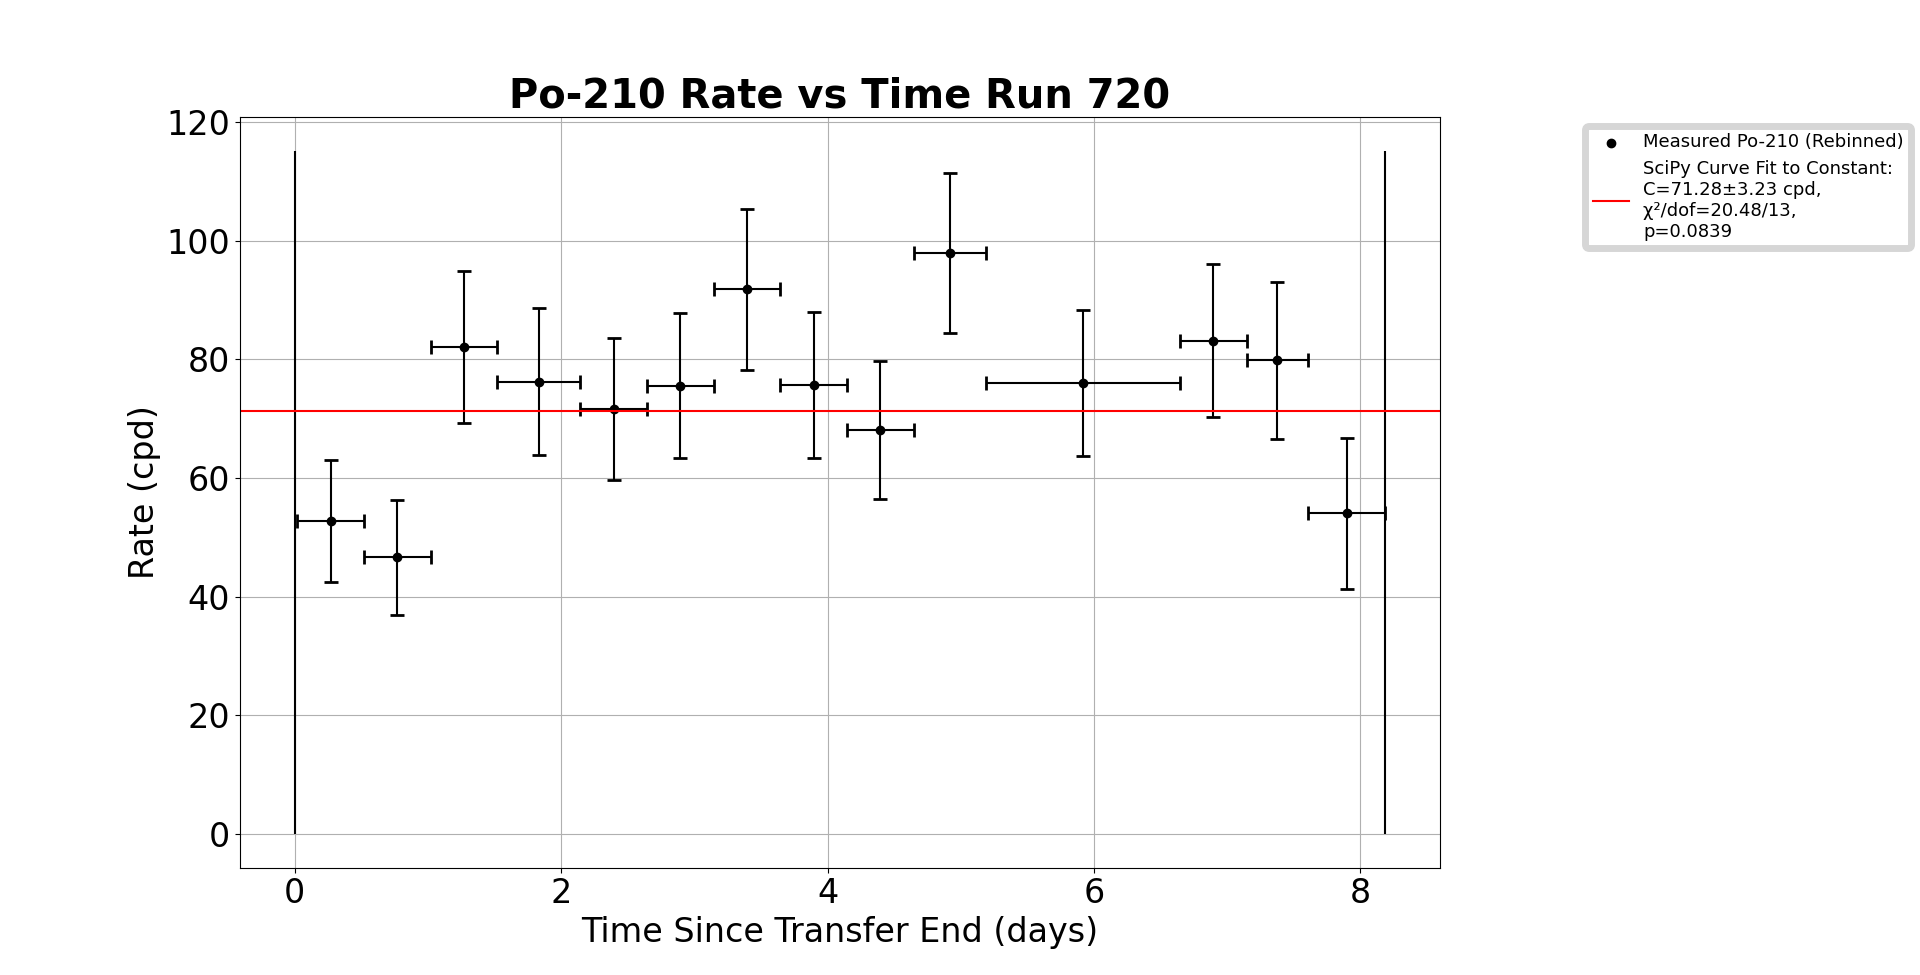 Po-210 Rate vs Time Run 720
120
100
80
60
40
20
0
Rate (cpd)
0 2 4 6 8
Time Since Transfer End (days)
Measured Po-210 (Rebinned)
SciPy Curve Fit to Constant:
C=71.28±3.23 cpd,
χ²/dof=20.48/13,
p=0.0839